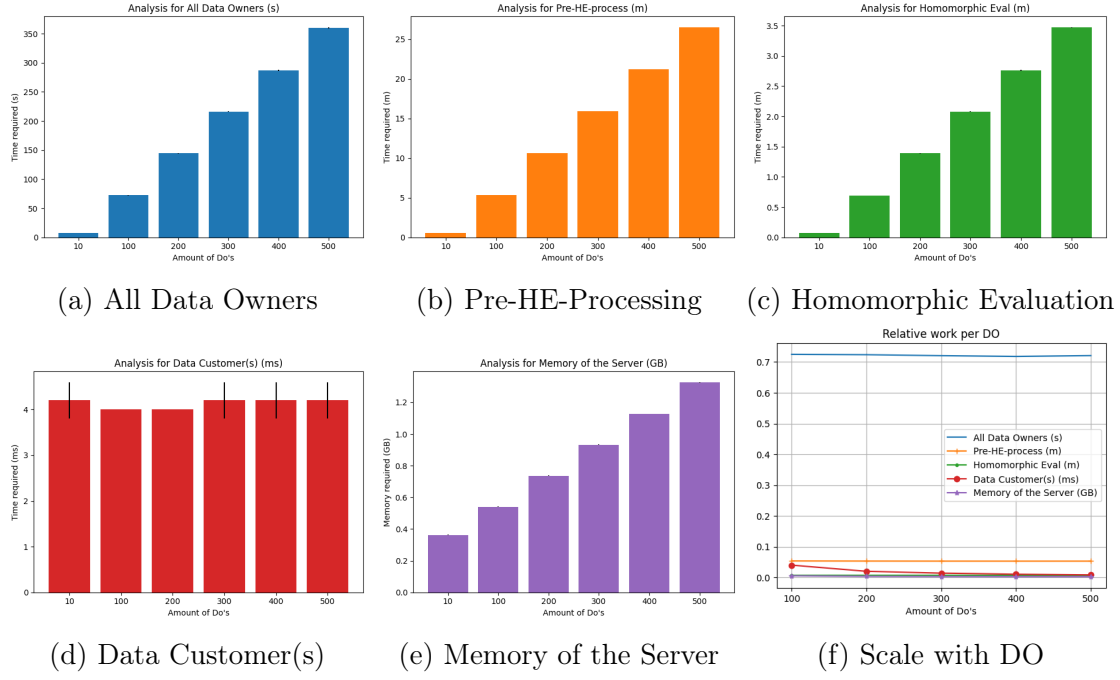 Analysis for All Data Owners (s)
Time required (s)
350
300
250
200
150
100
50
0
10 100 200 300 400 500
Amount of Do's
(a) All Data Owners
Analysis for Pre-HE-process (m)
Time required (m)
25
20
15
10
5
0
10 100 200 300 400 500
Amount of Do's
(b) Pre-HE-Processing
Analysis for Homomorphic Eval (m)
Time required (m)
3.5
3.0
2.5
2.0
1.5
1.0
0.5
0.0
10 100 200 300 400 500
Amount of Do's
(c) Homomorphic Evaluation
Analysis for Data Customer(s) (ms)
Time required (ms)
4
3
2
1
0
10 100 200 300 400 500
Amount of Do's
(d) Data Customer(s)
Analysis for Memory of the Server (GB)
Memory required (GB)
1.2
1.0
0.8
0.6
0.4
0.2
0.0
10 100 200 300 400 500
Amount of Do's
(e) Memory of the Server
Relative work per DO
0.7
0.6
0.5
0.4
0.3
0.2
0.1
0.0
All Data Owners (s)
Pre-HE-process (m)
Homomorphic Eval (m)
Data Customer(s) (ms)
Memory of the Server (GB)
100 200 300 400 500
Amount of Do's
(f) Scale with DO